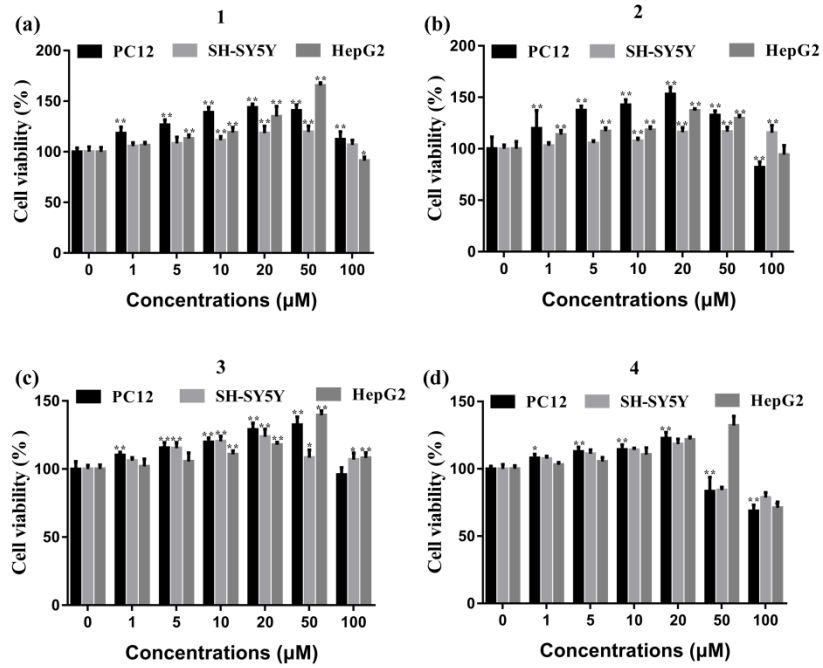 (a)
1
PC12 SH-SY5Y HepG2
Cell viability (%)
200
150
100
50
0
** ** ** ** ** ** ** ** ** ** ** ** ** *
0 1 5 10 20 50 100
Concentrations (µM)
(b)
2
PC12 SH-SY5Y HepG2
Cell viability (%)
200
150
100
50
0
** ** ** ** ** ** ** ** ** ** ** ** ** ** ** **
0 1 5 10 20 50 100
Concentrations (µM)
(c)
3
PC12 SH-SY5Y HepG2
Cell viability (%)
150
100
50
0
** **** ** ** ** ** ** ** ** * ** * **
0 1 5 10 20 50 100
Concentrations (µM)
(d)
4
PC12 SH-SY5Y HepG2
Cell viability (%)
150
100
50
0
* ** ** ** ** **
0 1 5 10 20 50 100
Concentrations (µM)